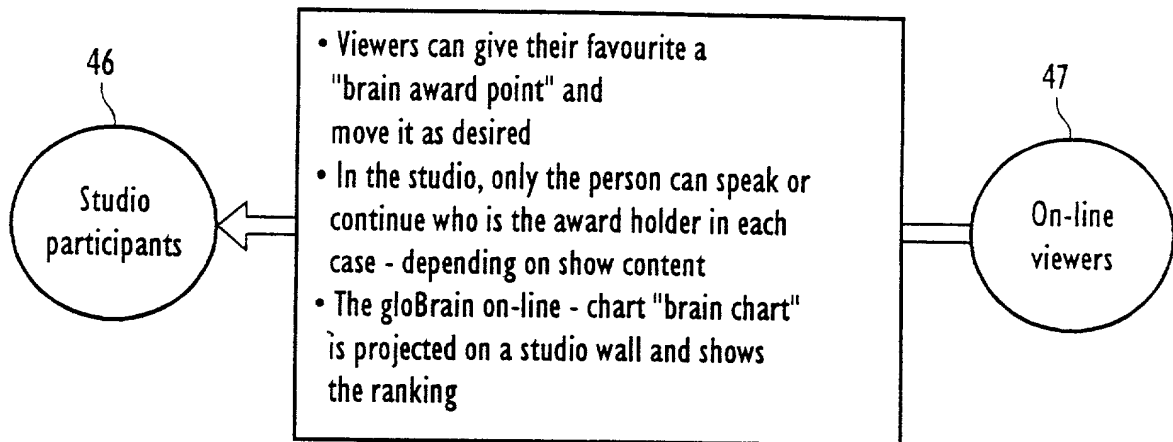 46
Studio
participants
• Viewers can give their favourite a
"brain award point" and
move it as desired
• In the studio, only the person can speak or
continue who is the award holder in each
case - depending on show content
• The gloBrain on-line - chart "brain chart"
is projected on a studio wall and shows
the ranking
47
On-line
viewers